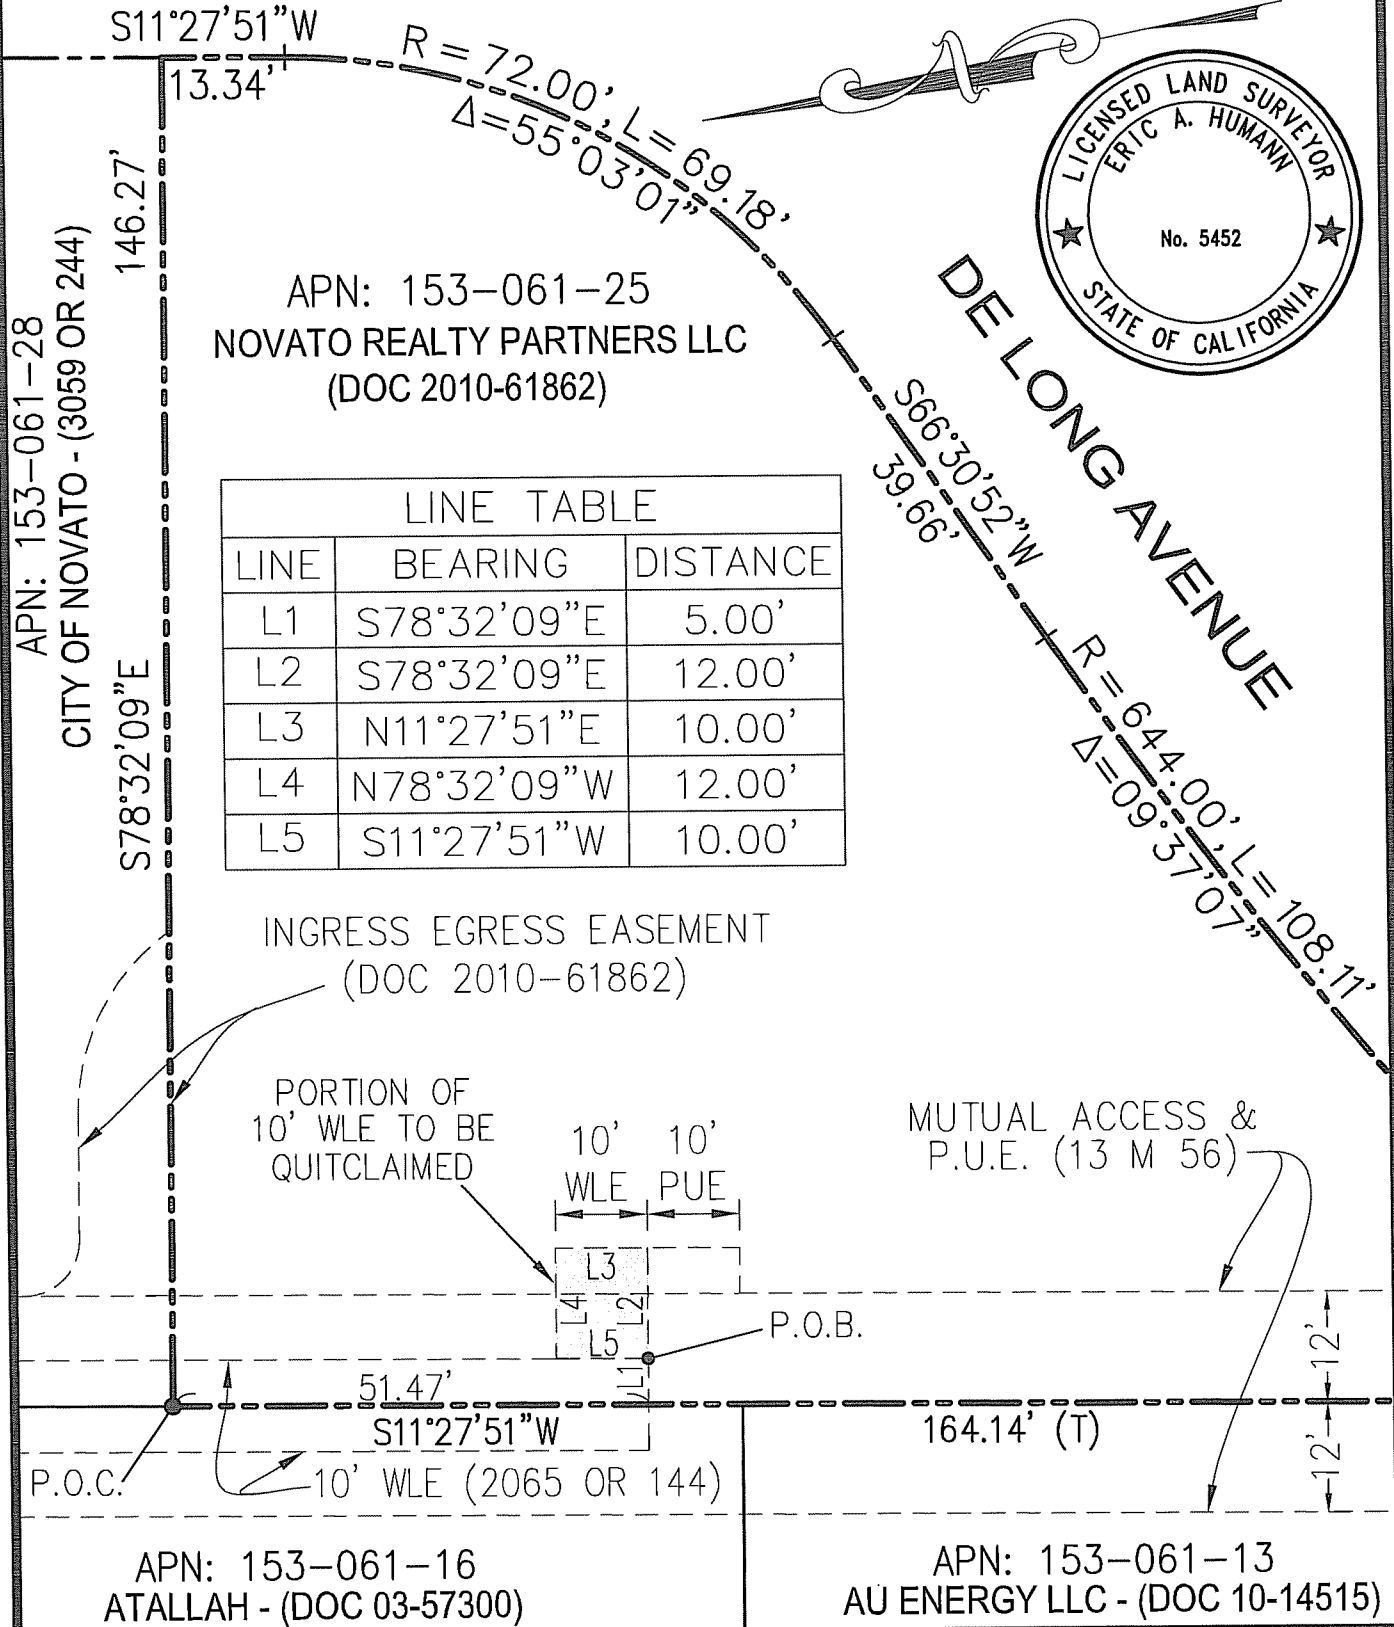 S11°27'51"W
13.34'
R = 72.00', L= 69.18'
Δ=55°03'01"
N
LICENSED LAND SURVEYOR
ERIC A. HUMANN
No. 5452
STATE OF CALIFORNIA
146.27'
S78°32'09"E
APN: 153-061-28
CITY OF NOVATO - (3059 OR 244)
APN: 153-061-25
NOVATO REALTY PARTNERS LLC
(DOC 2010-61862)
DE LONG AVENUE
S66°30'52"W
39.66'
R= 644.00', L= 108.11'
Δ=09°37'07"
LINE TABLE
LINE BEARING DISTANCE
L1 S78°32'09"E 5.00'
L2 S78°32'09"E 12.00'
L3 N11°27'51"E 10.00'
L4 N78°32'09"W 12.00'
L5 S11°27'51"W 10.00'
INGRESS EGRESS EASEMENT
(DOC 2010-61862)
PORTION OF
10' WLE TO BE
QUITCLAIMED
10' 10'
WLE PUE
MUTUAL ACCESS &
P.U.E. (13 M 56)
L3
L4
L2
L5
L1
P.O.B.
12'
51.47'
S11°27'51"W
164.14' (T)
12'
P.O.C.
10' WLE (2065 OR 144)
APN: 153-061-16
ATALLAH - (DOC 03-57300)
APN: 153-061-13
AU ENERGY LLC - (DOC 10-14515)